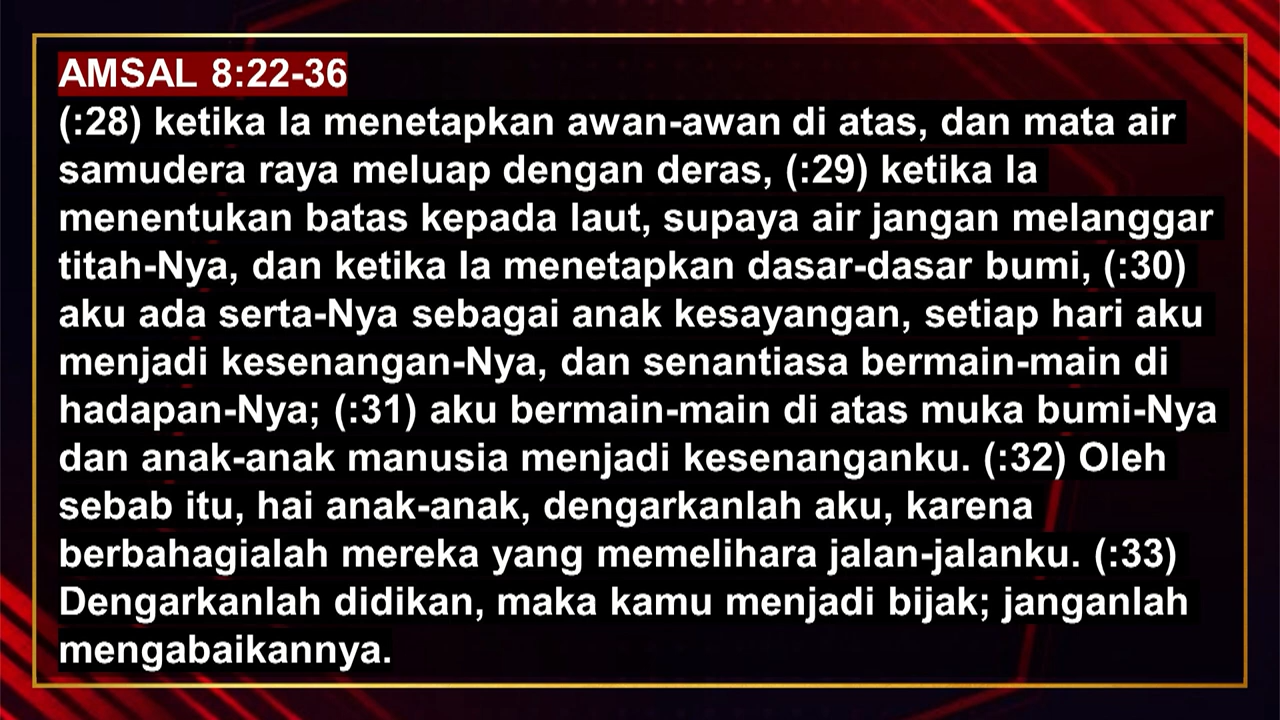 AMSAL 8:22-36
(:28) ketika Ia menetapkan awan-awan di atas, dan mata air
samudera raya meluap dengan deras, (:29) ketika Ia
menentukan batas kepada laut, supaya air jangan melanggar
titah-Nya, dan ketika Ia menetapkan dasar-dasar bumi, (:30)
aku ada serta-Nya sebagai anak kesayangan, setiap hari aku
menjadi kesenangan-Nya, dan senantiasa bermain-main di
hadapan-Nya; (:31) aku bermain-main di atas muka bumi-Nya
dan anak-anak manusia menjadi kesenanganku. (:32) Oleh
sebab itu, hai anak-anak, dengarkanlah aku, karena
berbahagialah mereka yang memelihara jalan-jalanku. (:33)
Dengarkanlah didikan, maka kamu menjadi bijak; janganlah
mengabaikannya.